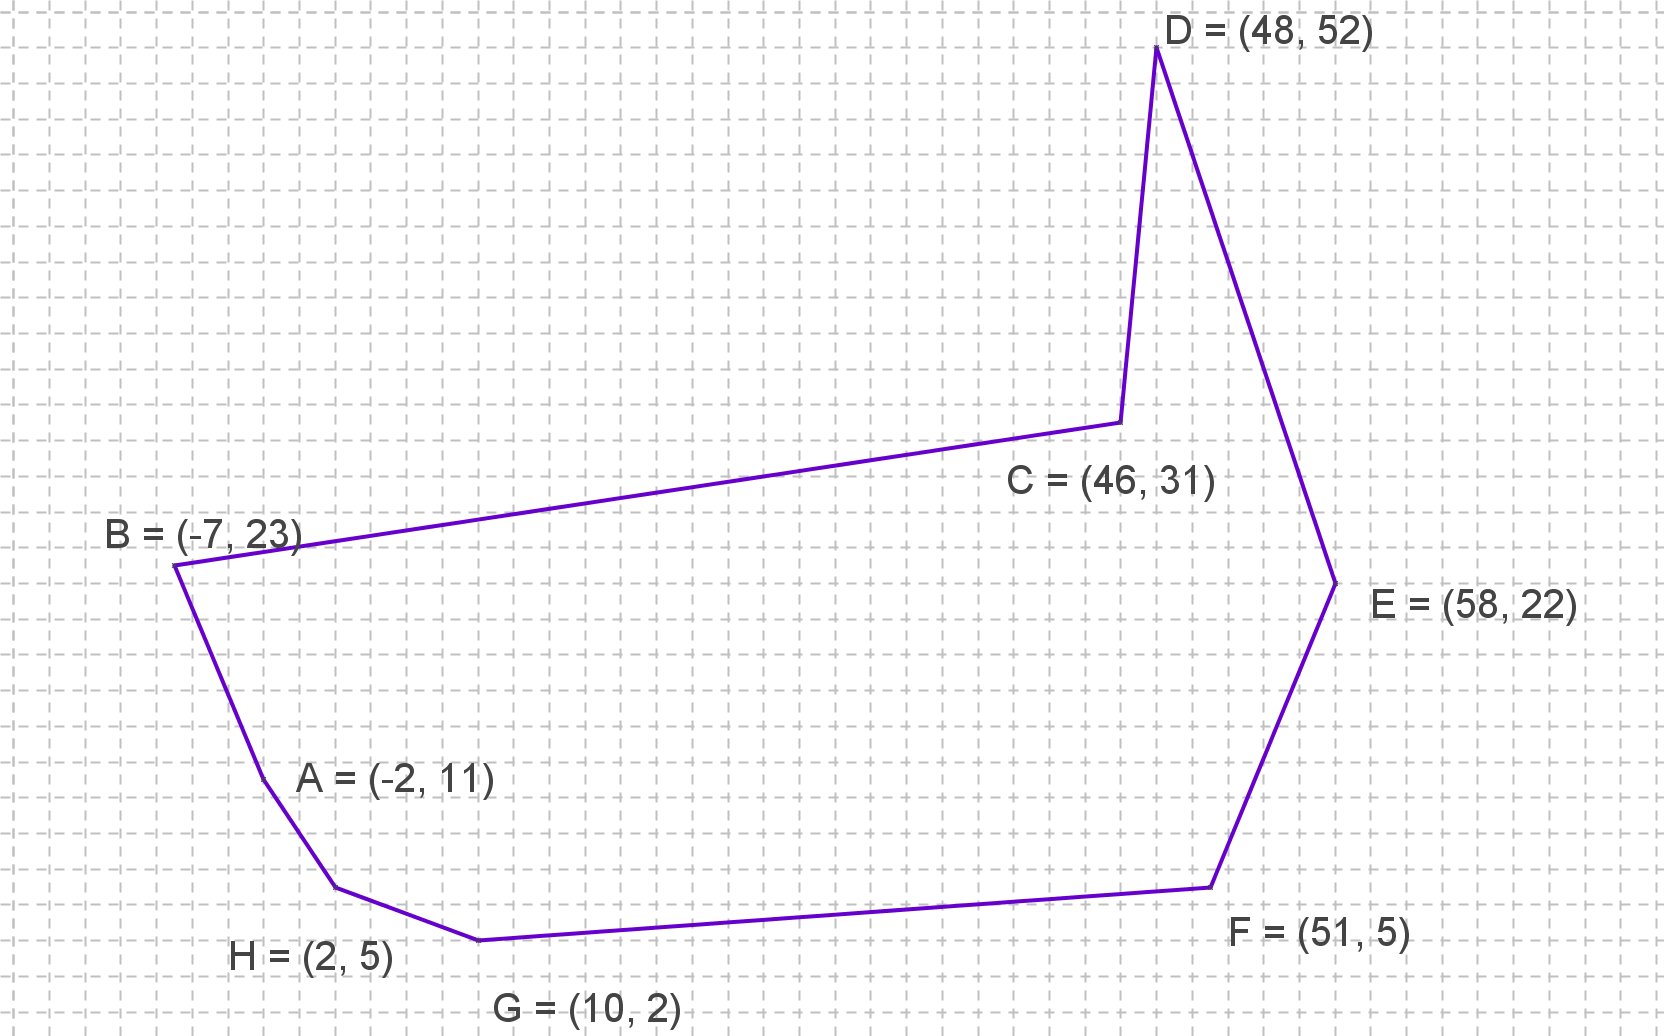 D = (48, 52)
C = (46, 31)
B = (-7, 23)
E = (58, 22)
A = (-2, 11)
F = (51, 5)
H = (2, 5)
G = (10, 2)